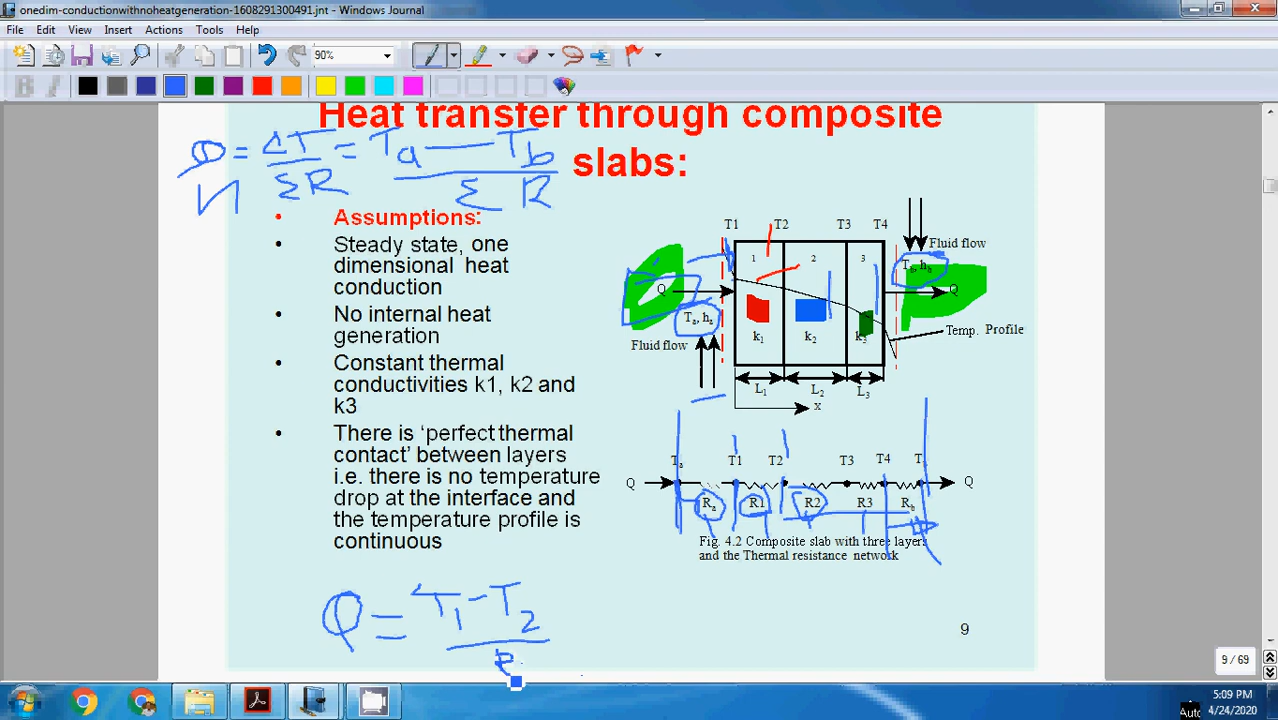 onedim-conductionwithnoheatgeneration-1608291300491.jnt - Windows Journal
File Edit View Insert Actions Tools Help
90%
Heat transfer through composite
slabs:
Q = ΔT = Ta — Tb
ΣR ΣR
• Assumptions:
• Steady state, one
dimensional heat
conduction
• No internal heat
generation
• Constant thermal
conductivities k1, k2 and
k3
• There is ‘perfect thermal
contact’ between layers
i.e. there is no temperature
drop at the interface and
the temperature profile is
continuous
T1 T2 T3 T4
Fluid flow
1 2 3
Q
Q
Ta, ha
k1 k2 k3
Temp. Profile
Fluid flow
L1 L2 L3
x
T1 T2 T3 T4
Q Q
Ra R1 R2 R3 Rb
Fig. 4.2 Composite slab with three layers
and the Thermal resistance network
Q = T1 - T2
R
9
9 / 69
5:09 PM
4/24/2020
Auto